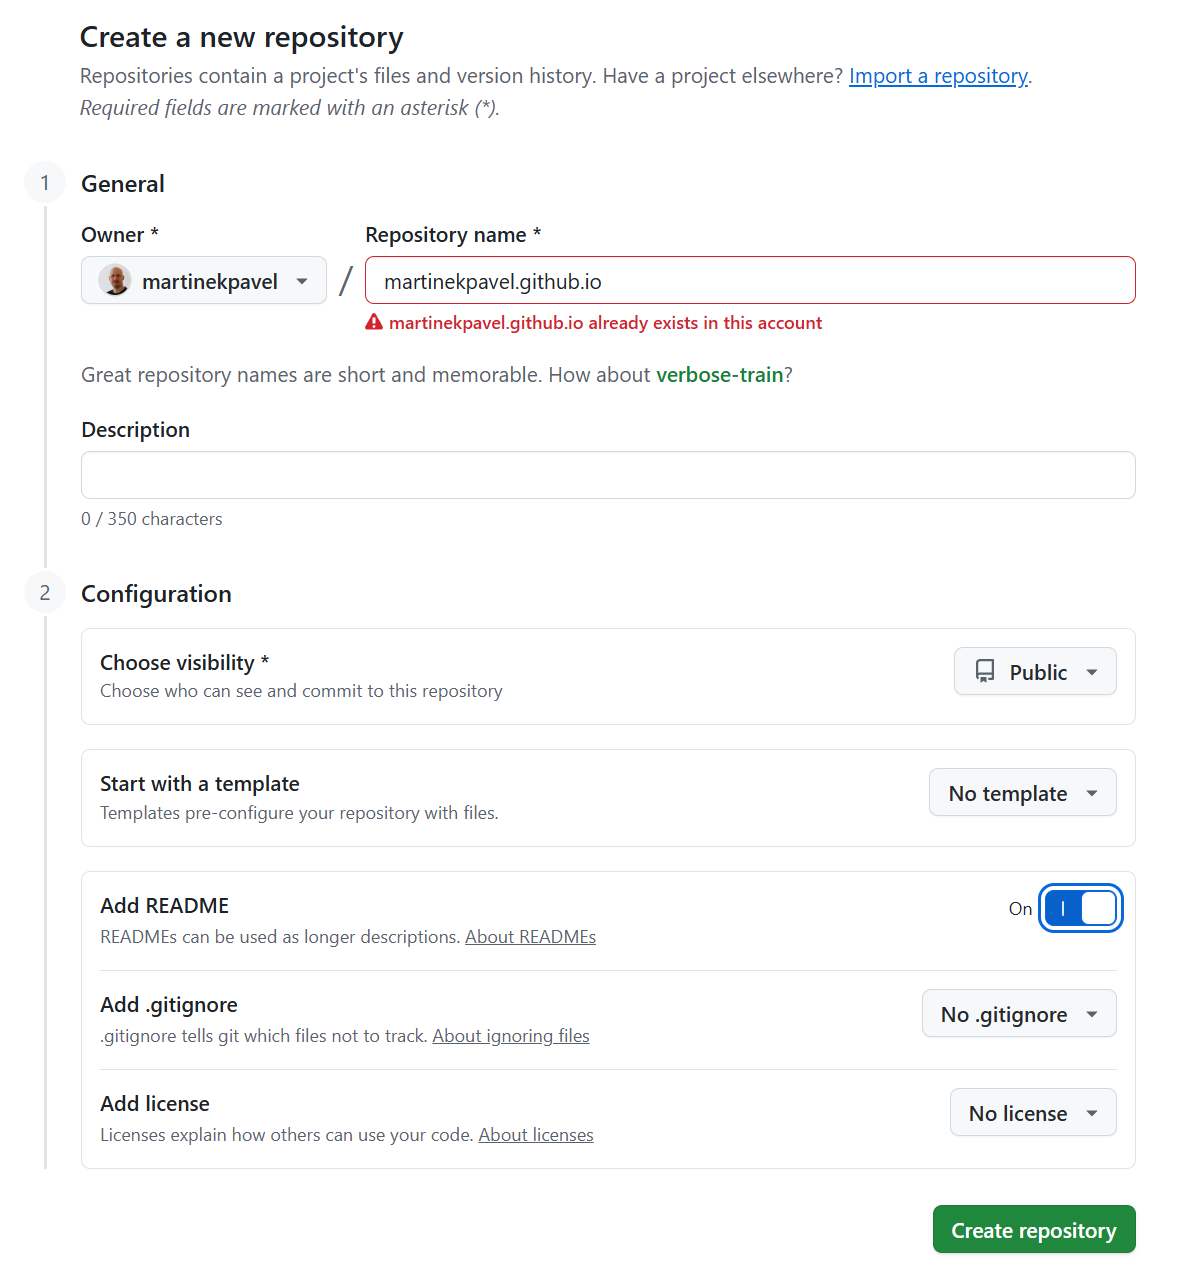 Create a new repository
Repositories contain a project's files and version history. Have a project elsewhere? Import a repository.
Required fields are marked with an asterisk (*).
1
General
Owner *
Repository name *
martinekpavel
/
martinekpavel.github.io
martinekpavel.github.io already exists in this account
Great repository names are short and memorable. How about verbose-train?
Description
0 / 350 characters
2
Configuration
Choose visibility *
Choose who can see and commit to this repository
Public
Start with a template
Templates pre-configure your repository with files.
No template
Add README
READMEs can be used as longer descriptions. About READMEs
On
Add .gitignore
.gitignore tells git which files not to track. About ignoring files
No .gitignore
Add license
Licenses explain how others can use your code. About licenses
No license
Create repository